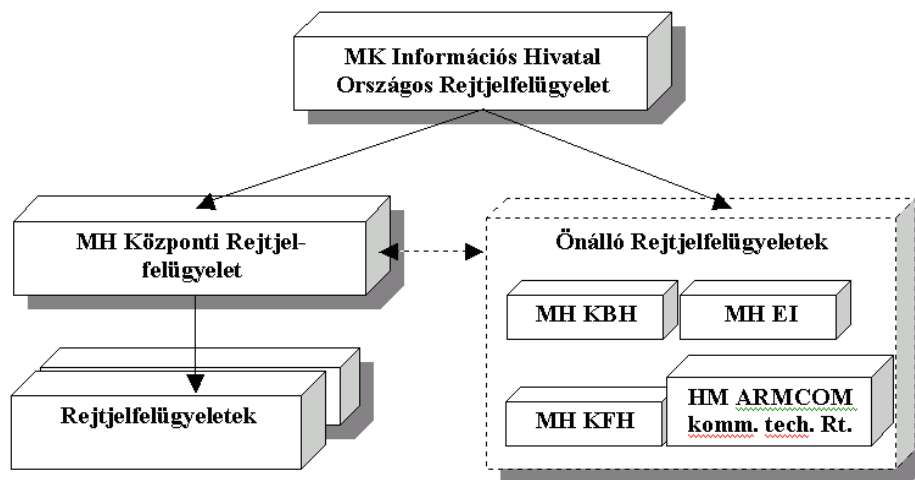 MK Információs Hivatal
Országos Rejtjelfelügyelet
MH Központi Rejtjel-
felügyelet
Önálló Rejtjelfelügyeletek
MH KBH
MH EI
Rejtjelfelügyeletek
MH KFH
HM ARMCOM
komm. tech. Rt.